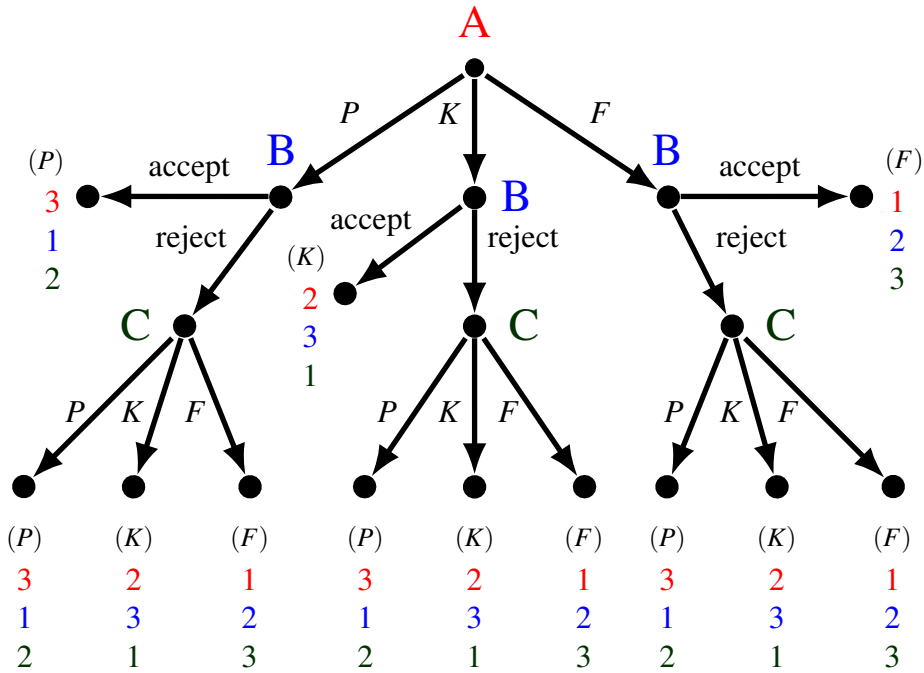 A
P K F
B B B
(P) accept accept (F)
3 1
1 reject accept reject reject 2
2 (K) 3
2
C 3 C C
1
P K F P K F P K F
(P) (K) (F) (P) (K) (F) (P) (K) (F)
3 2 1 3 2 1 3 2 1
1 3 2 1 3 2 1 3 2
2 1 3 2 1 3 2 1 3